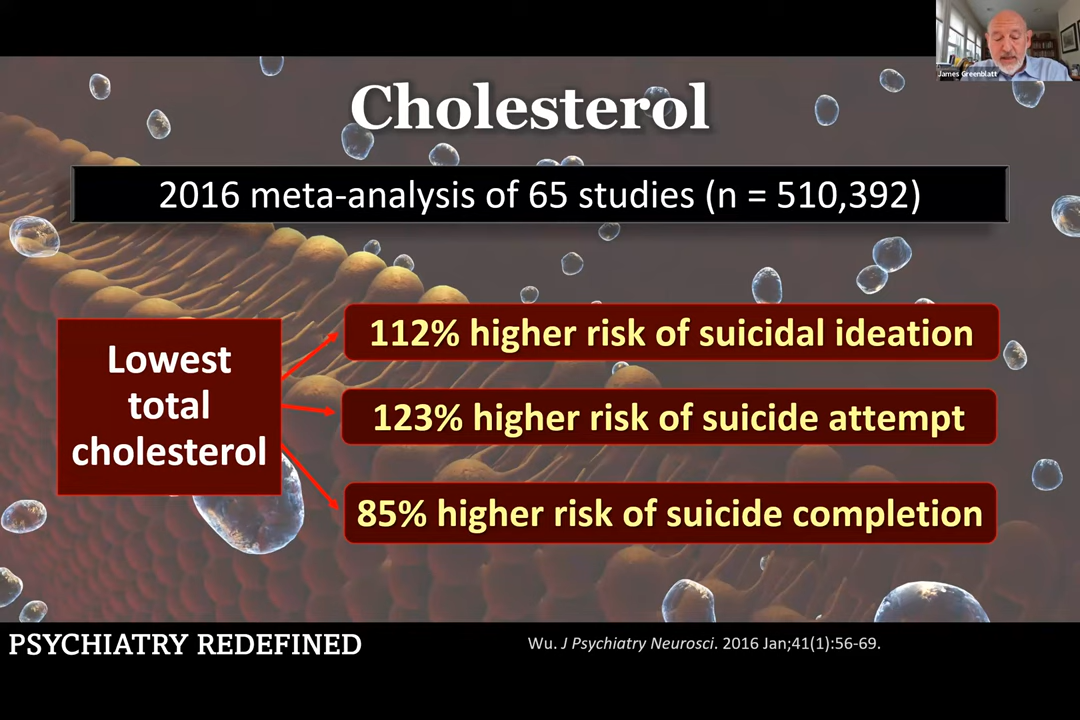 James Greenblatt
Cholesterol
2016 meta-analysis of 65 studies (n = 510,392)
Lowest
total
cholesterol
112% higher risk of suicidal ideation
123% higher risk of suicide attempt
85% higher risk of suicide completion
PSYCHIATRY REDEFINED
Wu. J Psychiatry Neurosci. 2016 Jan;41(1):56-69.